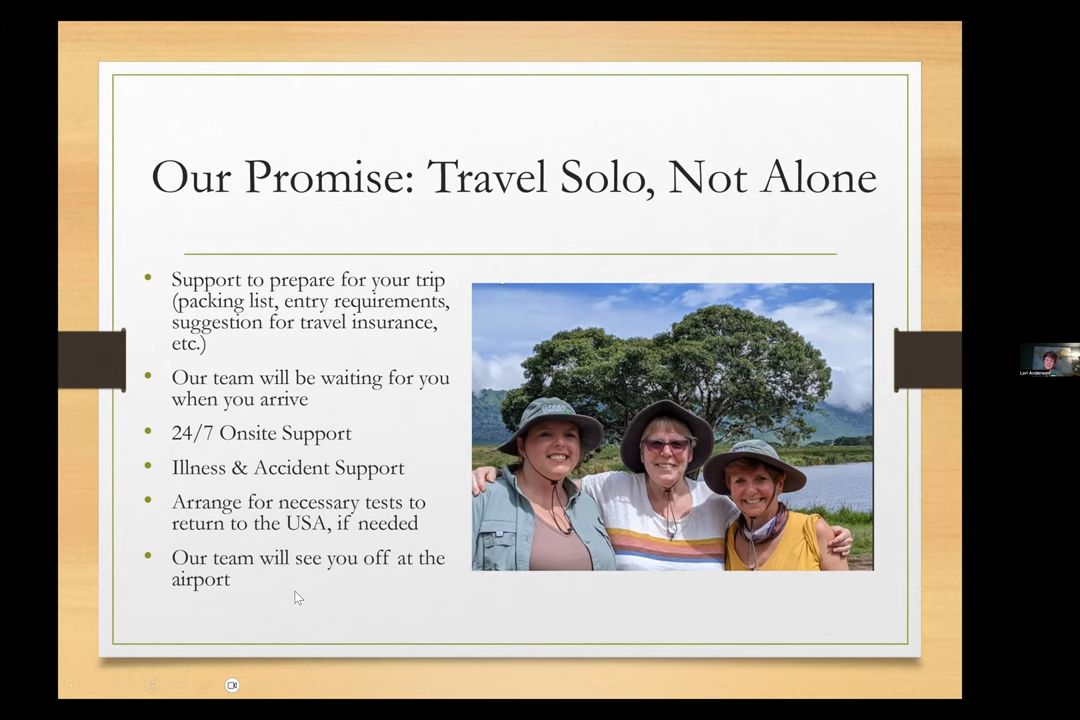 Our Promise: Travel Solo, Not Alone
• Support to prepare for your trip
(packing list, entry requirements,
suggestion for travel insurance,
etc.)
• Our team will be waiting for you
when you arrive
• 24/7 Onsite Support
• Illness & Accident Support
• Arrange for necessary tests to
return to the USA, if needed
• Our team will see you off at the
airport
Green
Lori Anderson